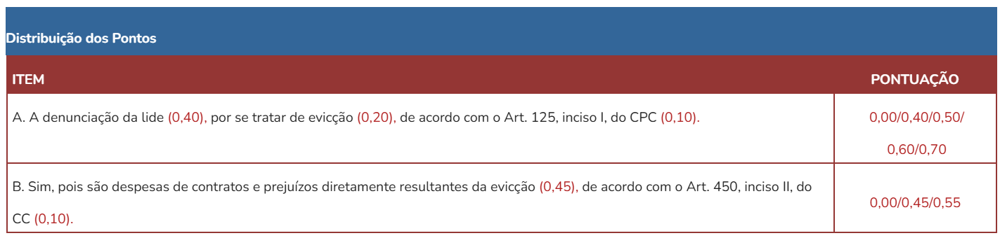 Distribuição dos Pontos
ITEM PONTUAÇÃO
A. A denunciação da lide (0,40), por se tratar de evicção (0,20), de acordo com o Art. 125, inciso I, do CPC (0,10).
0,00/0,40/0,50/
0,60/0,70
B. Sim, pois são despesas de contratos e prejuízos diretamente resultantes da evicção (0,45), de acordo com o Art. 450, inciso II, do
CC (0,10).
0,00/0,45/0,55